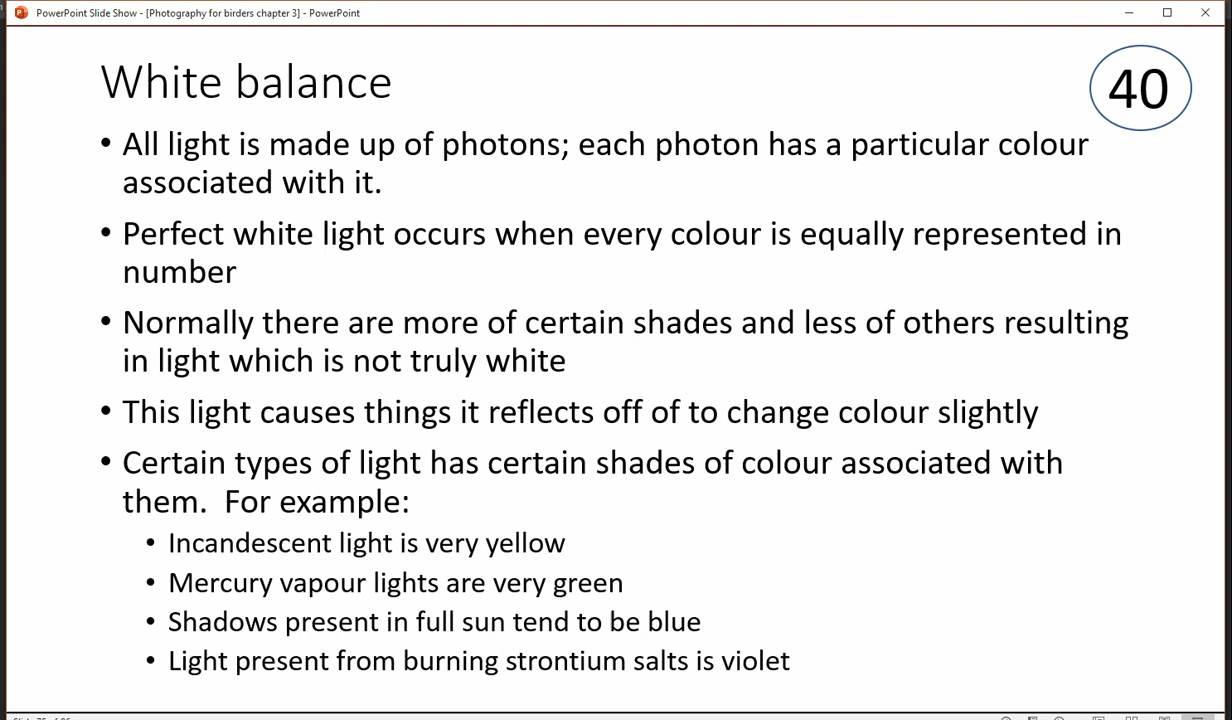 PowerPoint Slide Show - [Photography for birders chapter 3] - PowerPoint
White balance
40
• All light is made up of photons; each photon has a particular colour
associated with it.
• Perfect white light occurs when every colour is equally represented in
number
• Normally there are more of certain shades and less of others resulting
in light which is not truly white
• This light causes things it reflects off of to change colour slightly
• Certain types of light has certain shades of colour associated with
them.  For example:
• Incandescent light is very yellow
• Mercury vapour lights are very green
• Shadows present in full sun tend to be blue
• Light present from burning strontium salts is violet